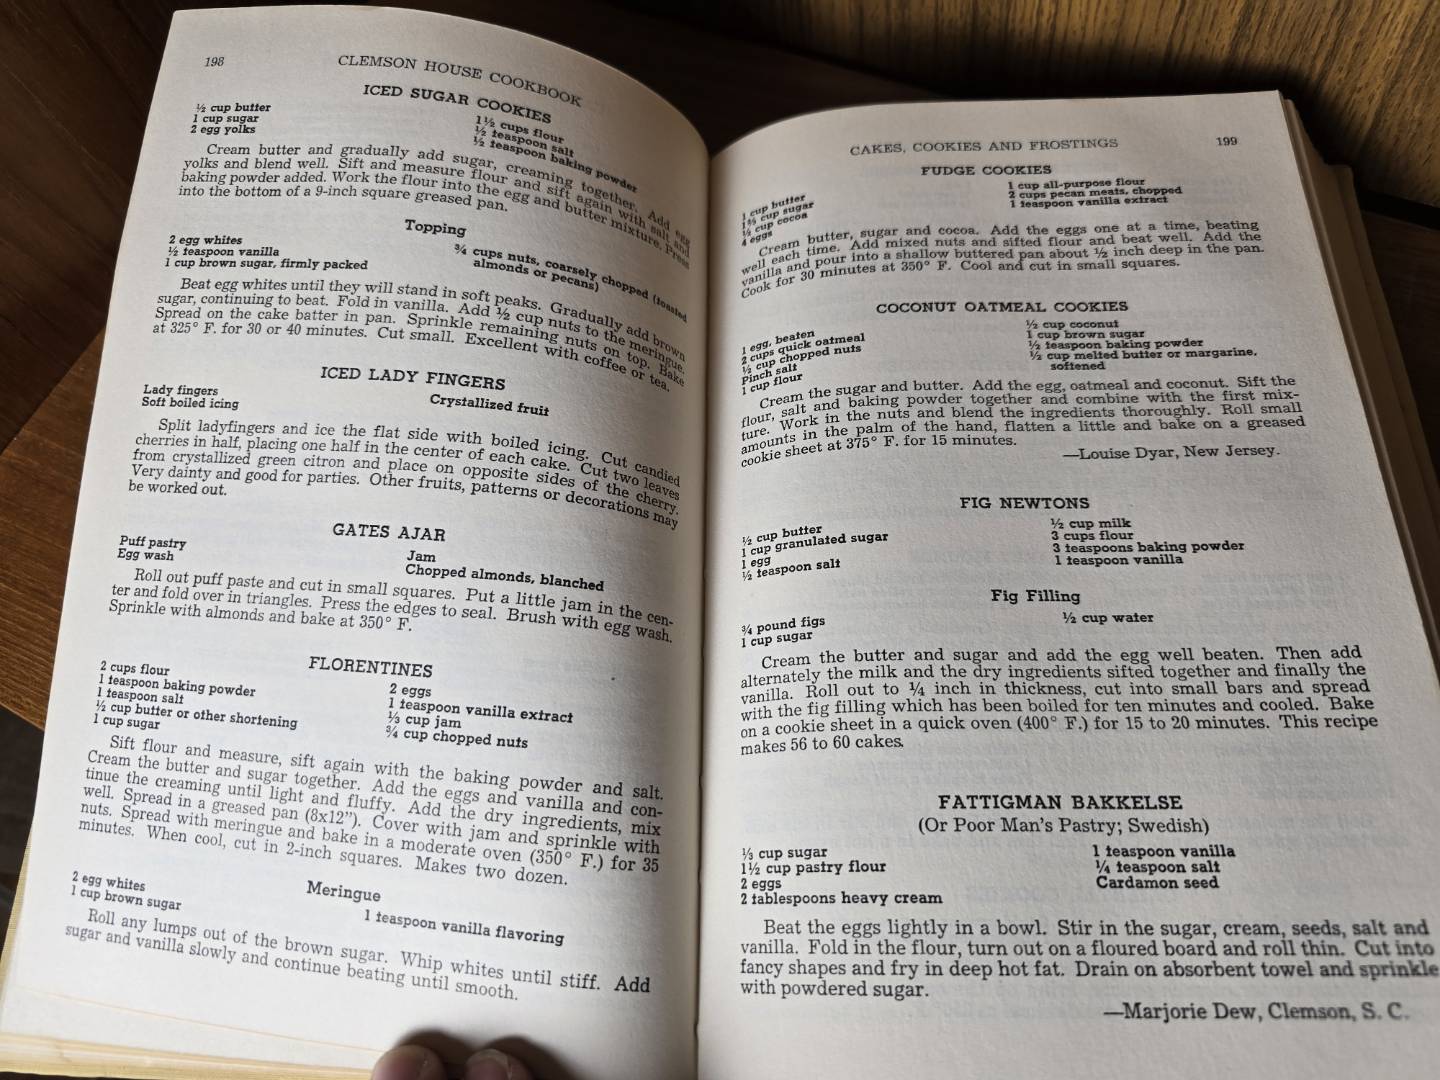 198
CLEMSON HOUSE COOKBOOK
ICED SUGAR COOKIES
½ cup butter
1 cup sugar
2 egg yolks
1½ cups flour
½ teaspoon salt
½ teaspoon baking powder
Cream butter and gradually add sugar, creaming together. Add egg
yolks and blend well. Sift and measure flour and sift again with salt and
baking powder added. Work the flour into the egg and butter mixture. Press
into the bottom of a 9-inch square greased pan.
Topping
2 egg whites
½ teaspoon vanilla
1 cup brown sugar, firmly packed
¾ cups nuts, coarsely chopped (toasted
almonds or pecans)
Beat egg whites until they will stand in soft peaks. Gradually add brown
sugar, continuing to beat. Fold in vanilla. Add ½ cup nuts to the meringue.
Spread on the cake batter in pan. Sprinkle remaining nuts on top. Bake
at 325° F. for 30 or 40 minutes. Cut small. Excellent with coffee or tea.
ICED LADY FINGERS
Lady fingers
Soft boiled icing
Crystallized fruit
Split ladyfingers and ice the flat side with boiled icing. Cut candied
cherries in half, placing one half in the center of each cake. Cut two leaves
from crystallized green citron and place on opposite sides of the cherry.
Very dainty and good for parties. Other fruits, patterns or decorations may
be worked out.
GATES AJAR
Puff pastry
Egg wash
Jam
Chopped almonds, blanched
Roll out puff paste and cut in small squares. Put a little jam in the cen-
ter and fold over in triangles. Press the edges to seal. Brush with egg wash.
Sprinkle with almonds and bake at 350° F.
FLORENTINES
2 cups flour
1 teaspoon baking powder
1 teaspoon salt
½ cup butter or other shortening
1 cup sugar
2 eggs
1 teaspoon vanilla extract
⅓ cup jam
¾ cup chopped nuts
Sift flour and measure, sift again with the baking powder and salt.
Cream the butter and sugar together. Add the eggs and vanilla and con-
tinue the creaming until light and fluffy. Add the dry ingredients, mix
well. Spread in a greased pan (8x12"). Cover with jam and sprinkle with
nuts. Spread with meringue and bake in a moderate oven (350° F.) for 35
minutes. When cool, cut in 2-inch squares. Makes two dozen.
Meringue
2 egg whites
1 cup brown sugar
1 teaspoon vanilla flavoring
Roll any lumps out of the brown sugar. Whip whites until stiff. Add
sugar and vanilla slowly and continue beating until smooth.
CAKES, COOKIES AND FROSTINGS
199
FUDGE COOKIES
1 cup butter
cup sugar
½ cup cocoa
4 eggs
1 cup all-purpose flour
2 cups pecan meats, chopped
1 teaspoon vanilla extract
Cream butter, sugar and cocoa. Add the eggs one at a time, beating
well each time. Add mixed nuts and sifted flour and beat well. Add the
vanilla and pour into a shallow buttered pan about ½ inch deep in the pan.
Cook for 30 minutes at 350° F. Cool and cut in small squares.
COCONUT OATMEAL COOKIES
1 egg, beaten
2 cups quick oatmeal
½ cup chopped nuts
Pinch salt
1 cup flour
½ cup coconut
1 cup brown sugar
½ teaspoon baking powder
½ cup melted butter or margarine,
softened
Cream the sugar and butter. Add the egg, oatmeal and coconut. Sift the
flour, salt and baking powder together and combine with the first mix-
ture. Work in the nuts and blend the ingredients thoroughly. Roll small
amounts in the palm of the hand, flatten a little and bake on a greased
cookie sheet at 375° F. for 15 minutes.
—Louise Dyar, New Jersey.
FIG NEWTONS
½ cup butter
1 cup granulated sugar
1 egg
½ teaspoon salt
½ cup milk
3 cups flour
3 teaspoons baking powder
1 teaspoon vanilla
Fig Filling
¾ pound figs
1 cup sugar
½ cup water
Cream the butter and sugar and add the egg well beaten. Then add
alternately the milk and the dry ingredients sifted together and finally the
vanilla. Roll out to ¼ inch in thickness, cut into small bars and spread
with the fig filling which has been boiled for ten minutes and cooled. Bake
on a cookie sheet in a quick oven (400° F.) for 15 to 20 minutes. This recipe
makes 56 to 60 cakes.
FATTIGMAN BAKKELSE
(Or Poor Man's Pastry; Swedish)
⅓ cup sugar
1½ cup pastry flour
2 eggs
2 tablespoons heavy cream
1 teaspoon vanilla
¼ teaspoon salt
Cardamon seed
Beat the eggs lightly in a bowl. Stir in the sugar, cream, seeds, salt and
vanilla. Fold in the flour, turn out on a floured board and roll thin. Cut into
fancy shapes and fry in deep hot fat. Drain on absorbent towel and sprinkle
with powdered sugar.
—Marjorie Dew, Clemson, S. C.